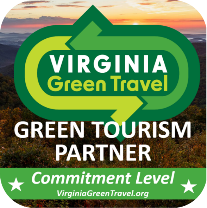 VIRGINIA
Green Travel
GREEN TOURISM
PARTNER
Commitment Level
VirginiaGreenTravel.org